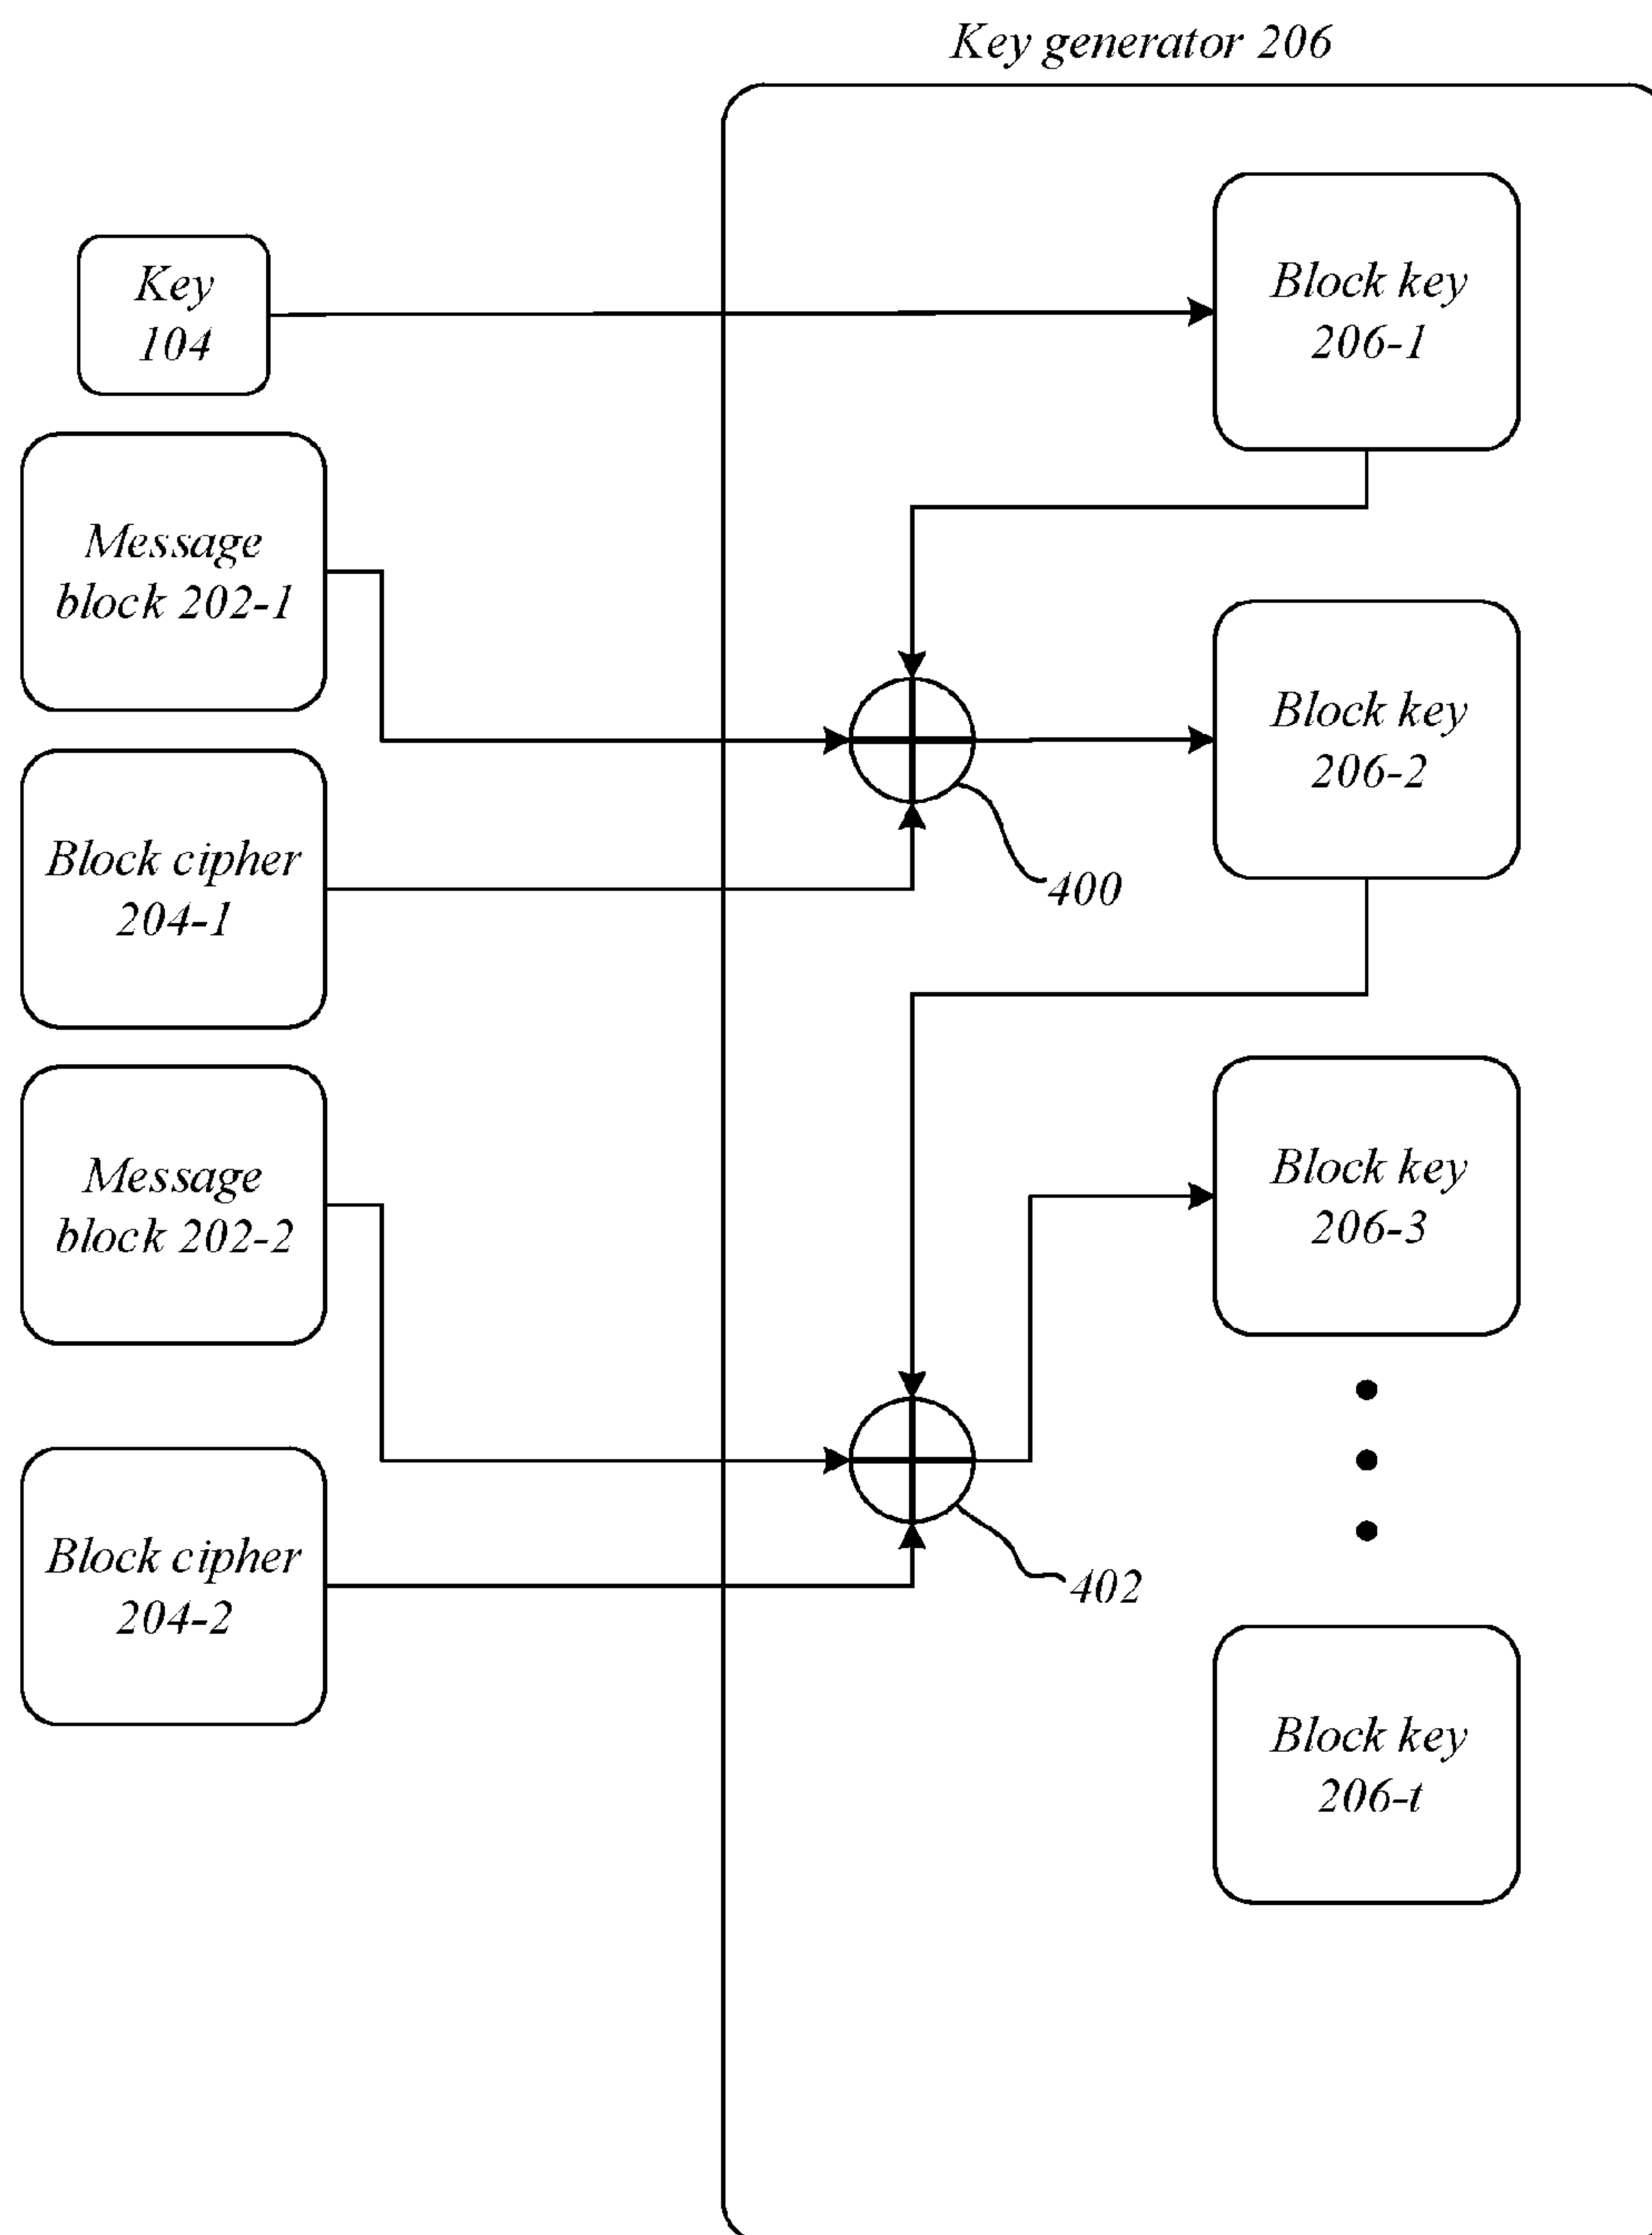 Key generator 206
Key
104
Block key
206-1
Message
block 202-1
Block key
206-2
Block cipher
204-1
400
Message
block 202-2
Block key
206-3
Block cipher
204-2
402
Block key
206-t